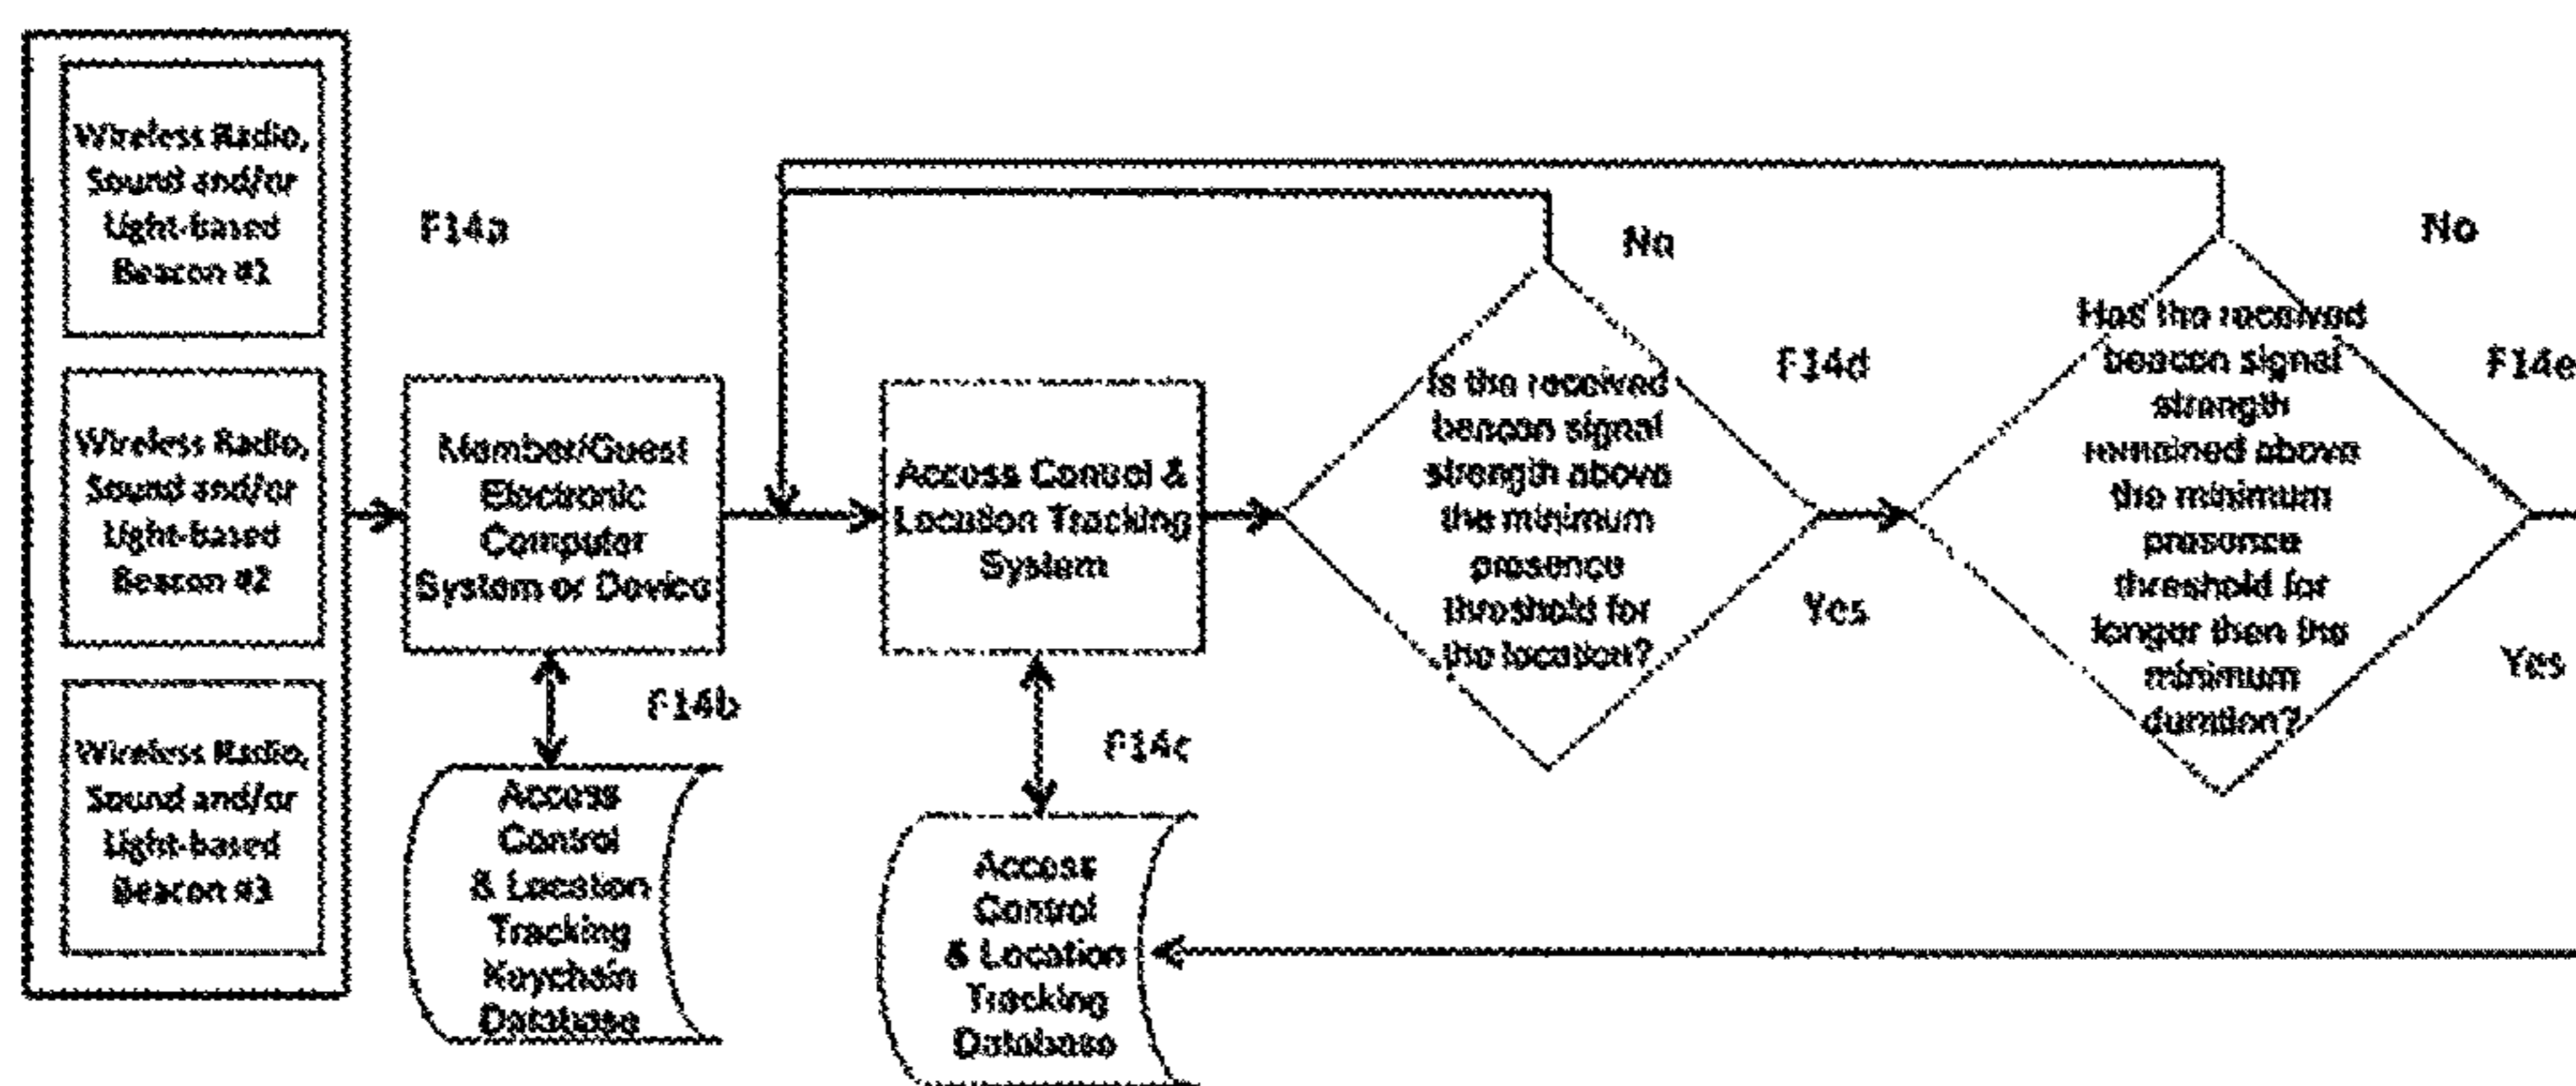 Wireless Radio,
Sound and/or
Light-based
Beacon #1
Wireless Radio,
Sound and/or
Light-based
Beacon #2
Wireless Radio,
Sound and/or
Light-based
Beacon #3
F14a
Member/Guest
Electronic
Computer
System or Device
F14b
Access
Control
& Location
Tracking
Keychain
Database
Access Control &
Location Tracking
System
F14c
Access
Control
& Location
Tracking
Database
No
Is the received
beacon signal
strength above
the minimum
presence
threshold for
the location?
F14d
Yes
No
Has the received
beacon signal
strength
remained above
the minimum
presence
threshold for
longer then the
minimum
duration?
F14e
Yes